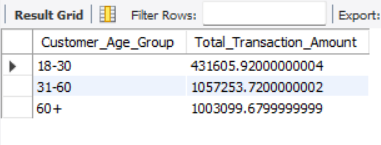 Result Grid Filter Rows: Export:
Customer_Age_Group Total_Transaction_Amount
18-30 431605.92000000004
31-60 1057253.7200000002
60+ 1003099.6799999999